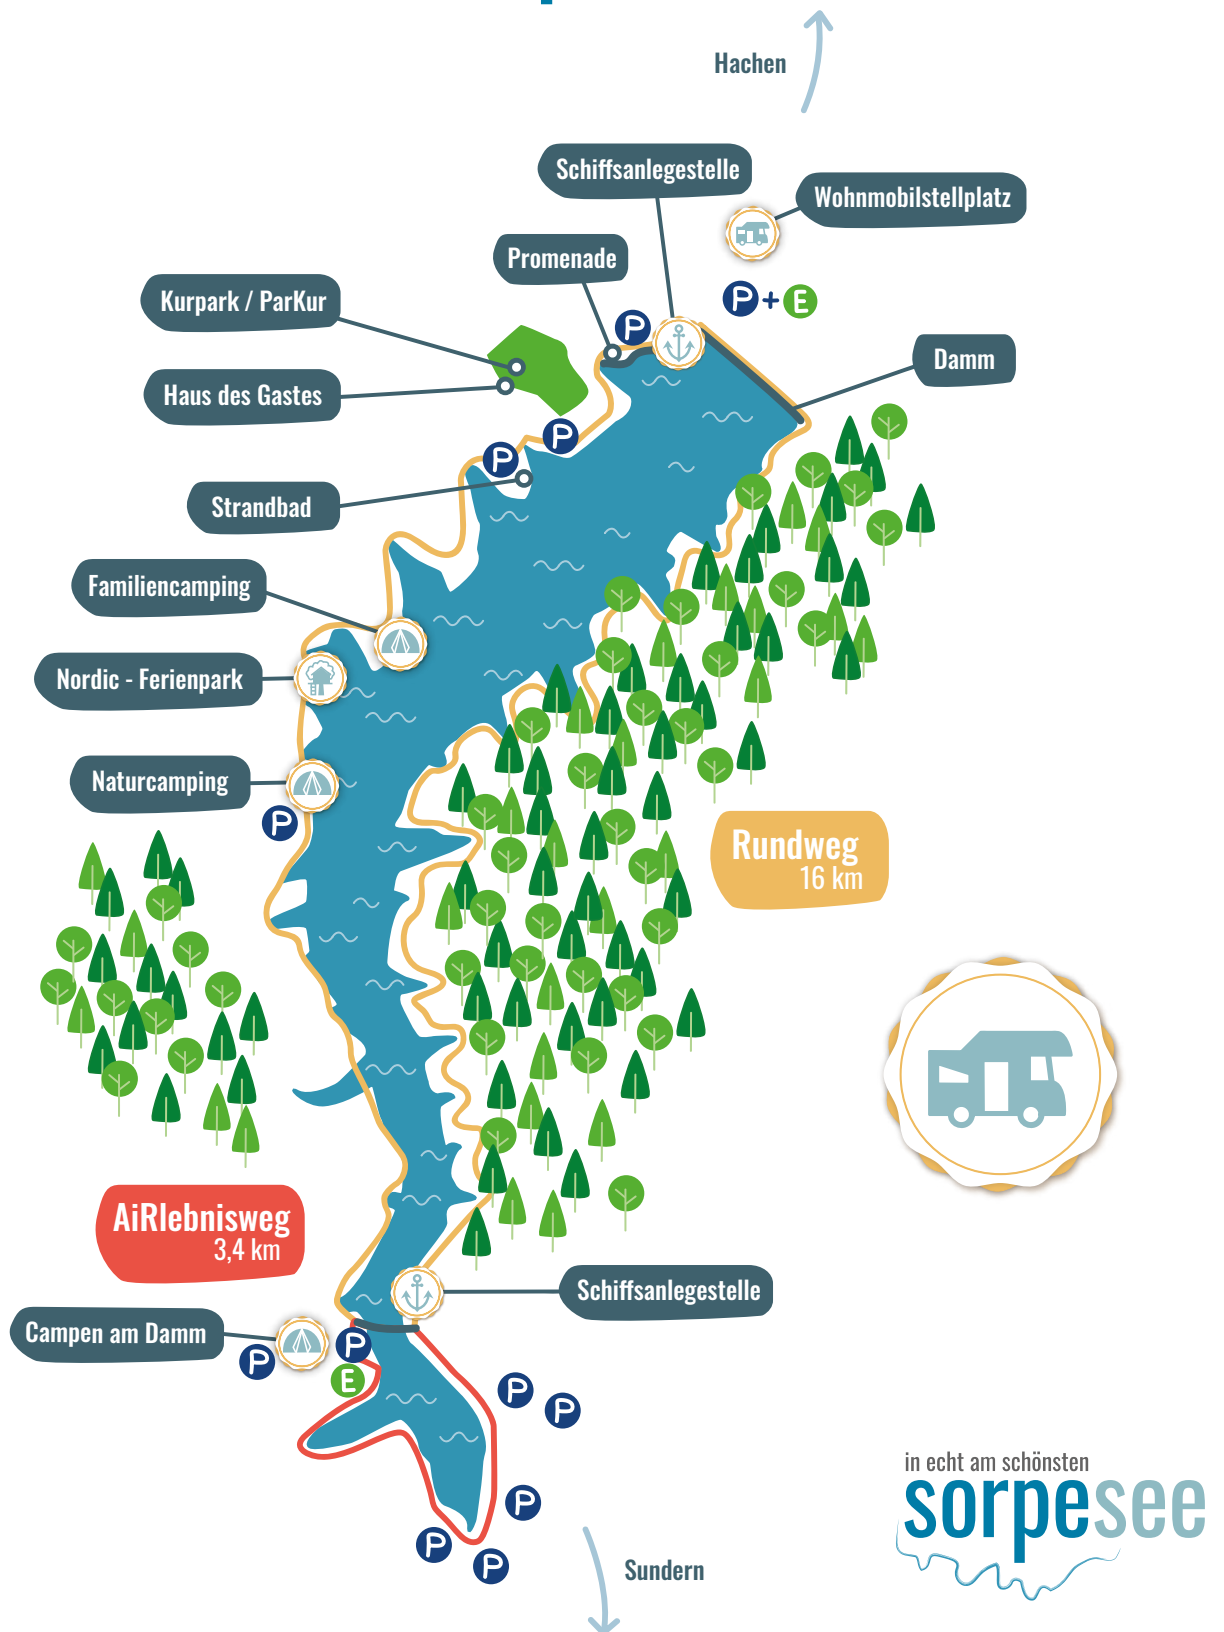 Hachen
Schiffsanlegestelle
Wohnmobilstellplatz
Promenade
P+E
Kurpark / ParKur
P
Damm
Haus des Gastes
P
P
Strandbad
Familiencamping
Nordic - Ferienpark
Naturcamping
P
Rundweg
16 km
AiRlebnisweg
3,4 km
Schiffsanlegestelle
Campen am Damm
P
P
E
P
P
in echt am schönsten
sorpesee
P
P
P
Sundern